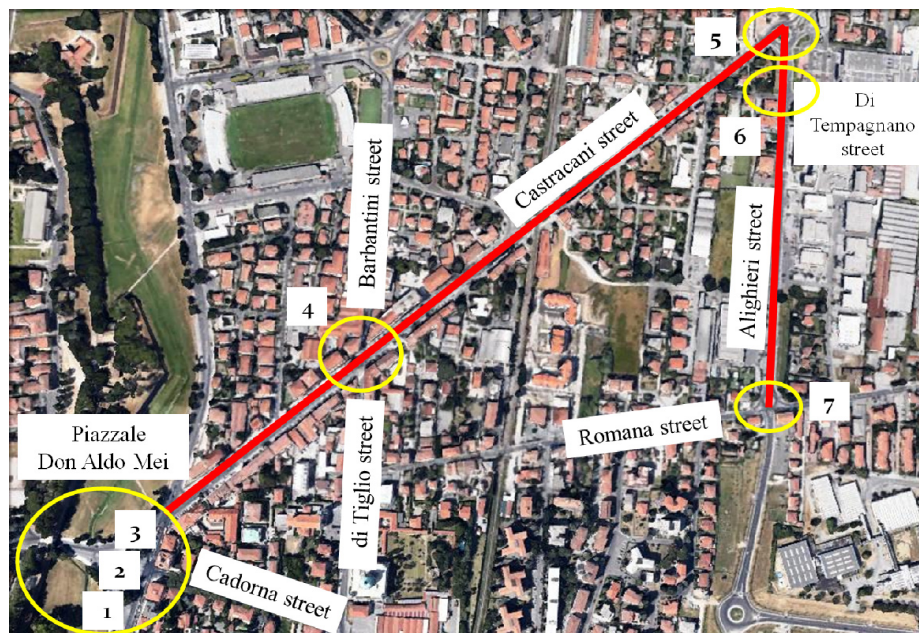 5
Di
Tempagnano
street
6
Castracani street
Barbantini street
Alighieri street
4
7
Romana street
Piazzale
Don Aldo Mei
di Tiglio street
3
2
Cadorna street
1